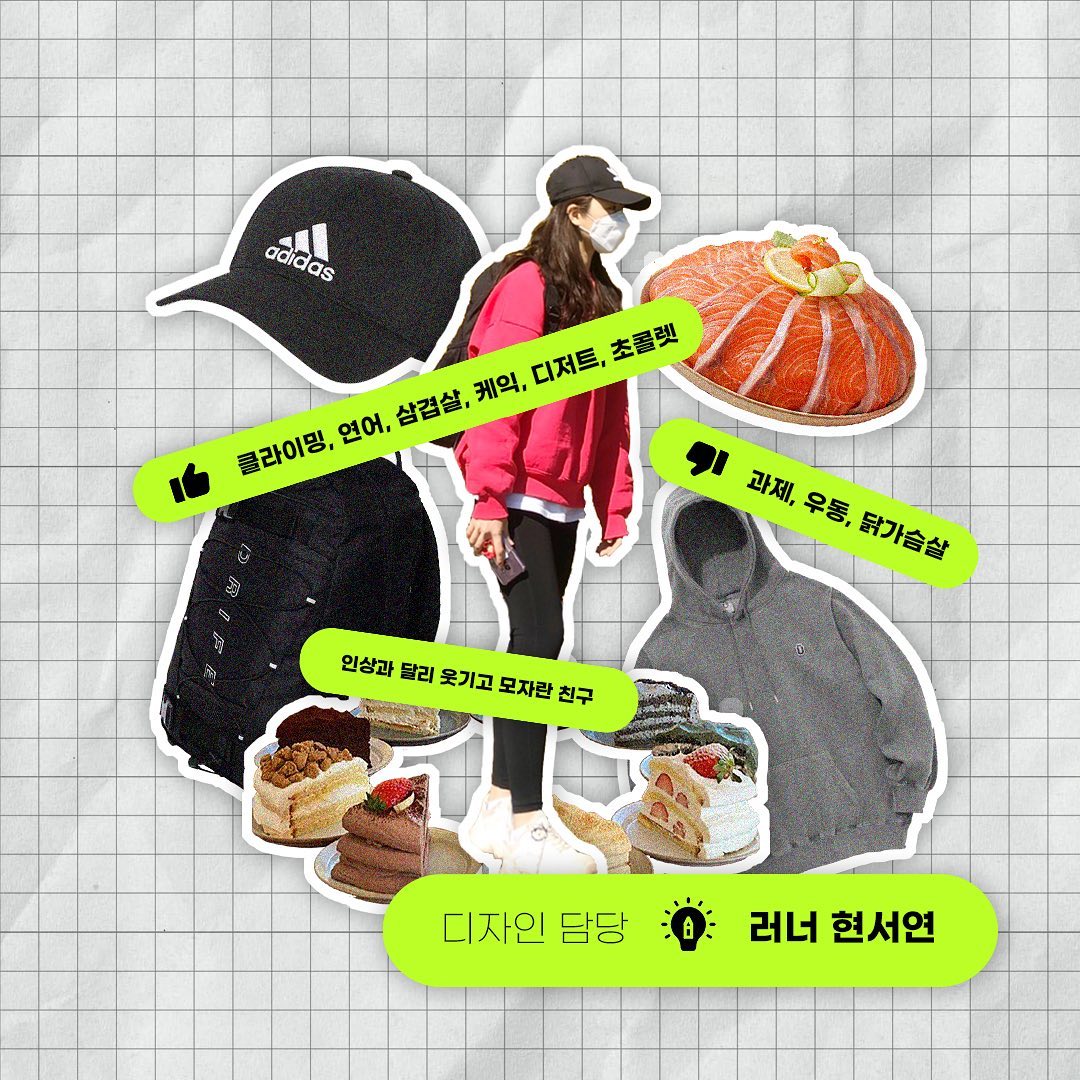 adidas
클라이밍, 연어, 삼겹살, 케익, 디저트, 초콜렛
과제, 우동, 닭가슴살
인상과 달리 웃기고 모자란 친구
디자인 담당 러너 현서연